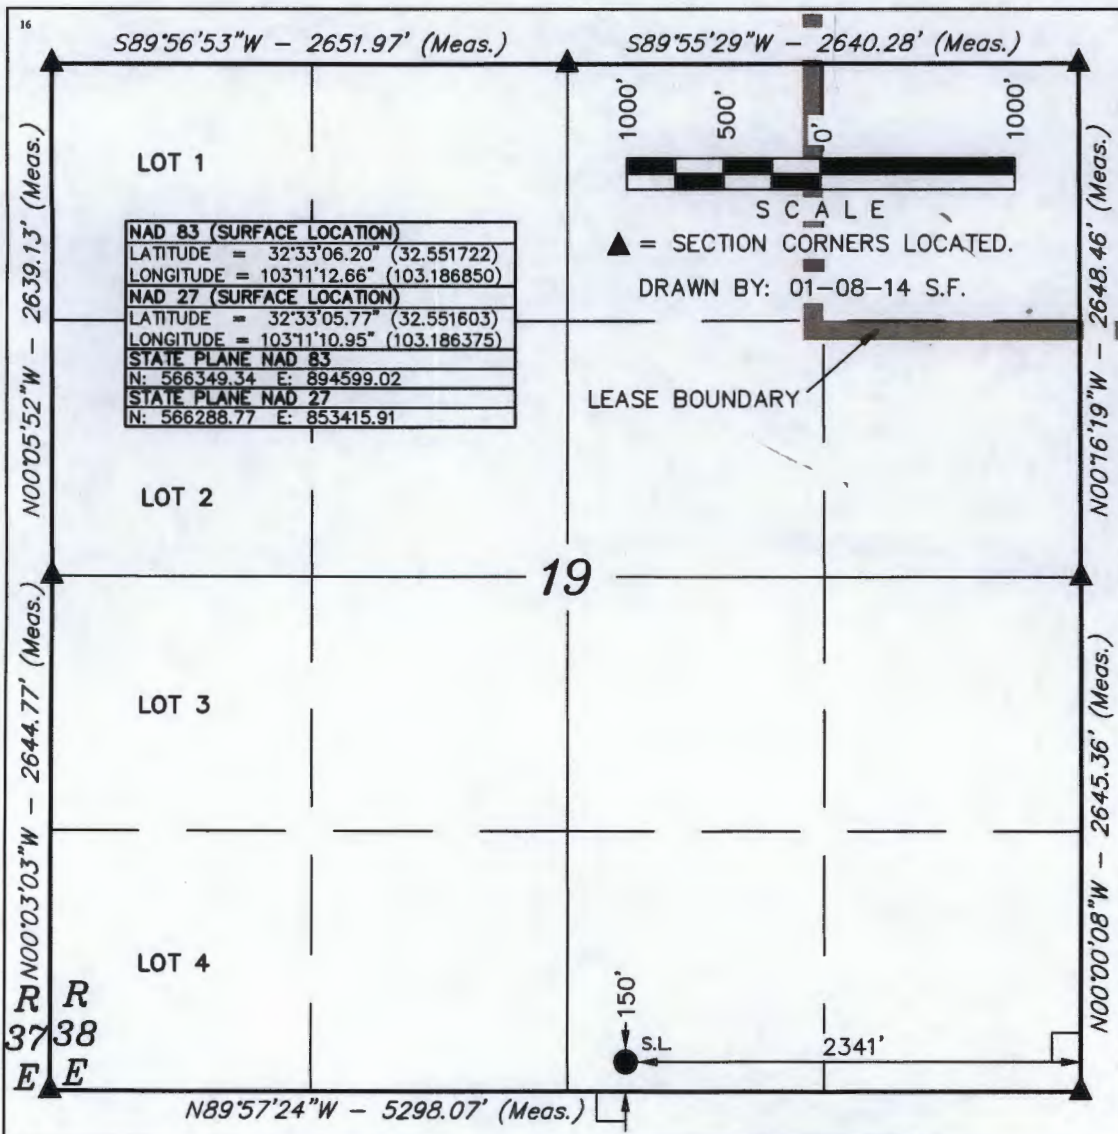 16
S89°56'53"W – 2651.97' (Meas.)
S89°55'29"W – 2640.28' (Meas.)
1000'
500'
0'
1000'
SCALE
▲ = SECTION CORNERS LOCATED.
DRAWN BY: 01–08–14 S.F.
LEASE BOUNDARY
N00°05'52"W – 2639.13' (Meas.)
N00°16'19"W – 2648.46' (Meas.)
LOT 1
NAD 83 (SURFACE LOCATION)
LATITUDE = 32°33'06.20" (32.551722)
LONGITUDE = 103°11'12.66" (103.186850)
NAD 27 (SURFACE LOCATION)
LATITUDE = 32°33'05.77" (32.551603)
LONGITUDE = 103°11'10.95" (103.186375)
STATE PLANE NAD 83
N: 566349.34 E: 894599.02
STATE PLANE NAD 27
N: 566288.77 E: 853415.91
LOT 2
19
LOT 3
N00°03'03"W – 2644.77' (Meas.)
N00°00'08"W – 2645.36' (Meas.)
LOT 4
R R
37 38
E E
150'
S.L.
2341'
N89°57'24"W – 5298.07' (Meas.)